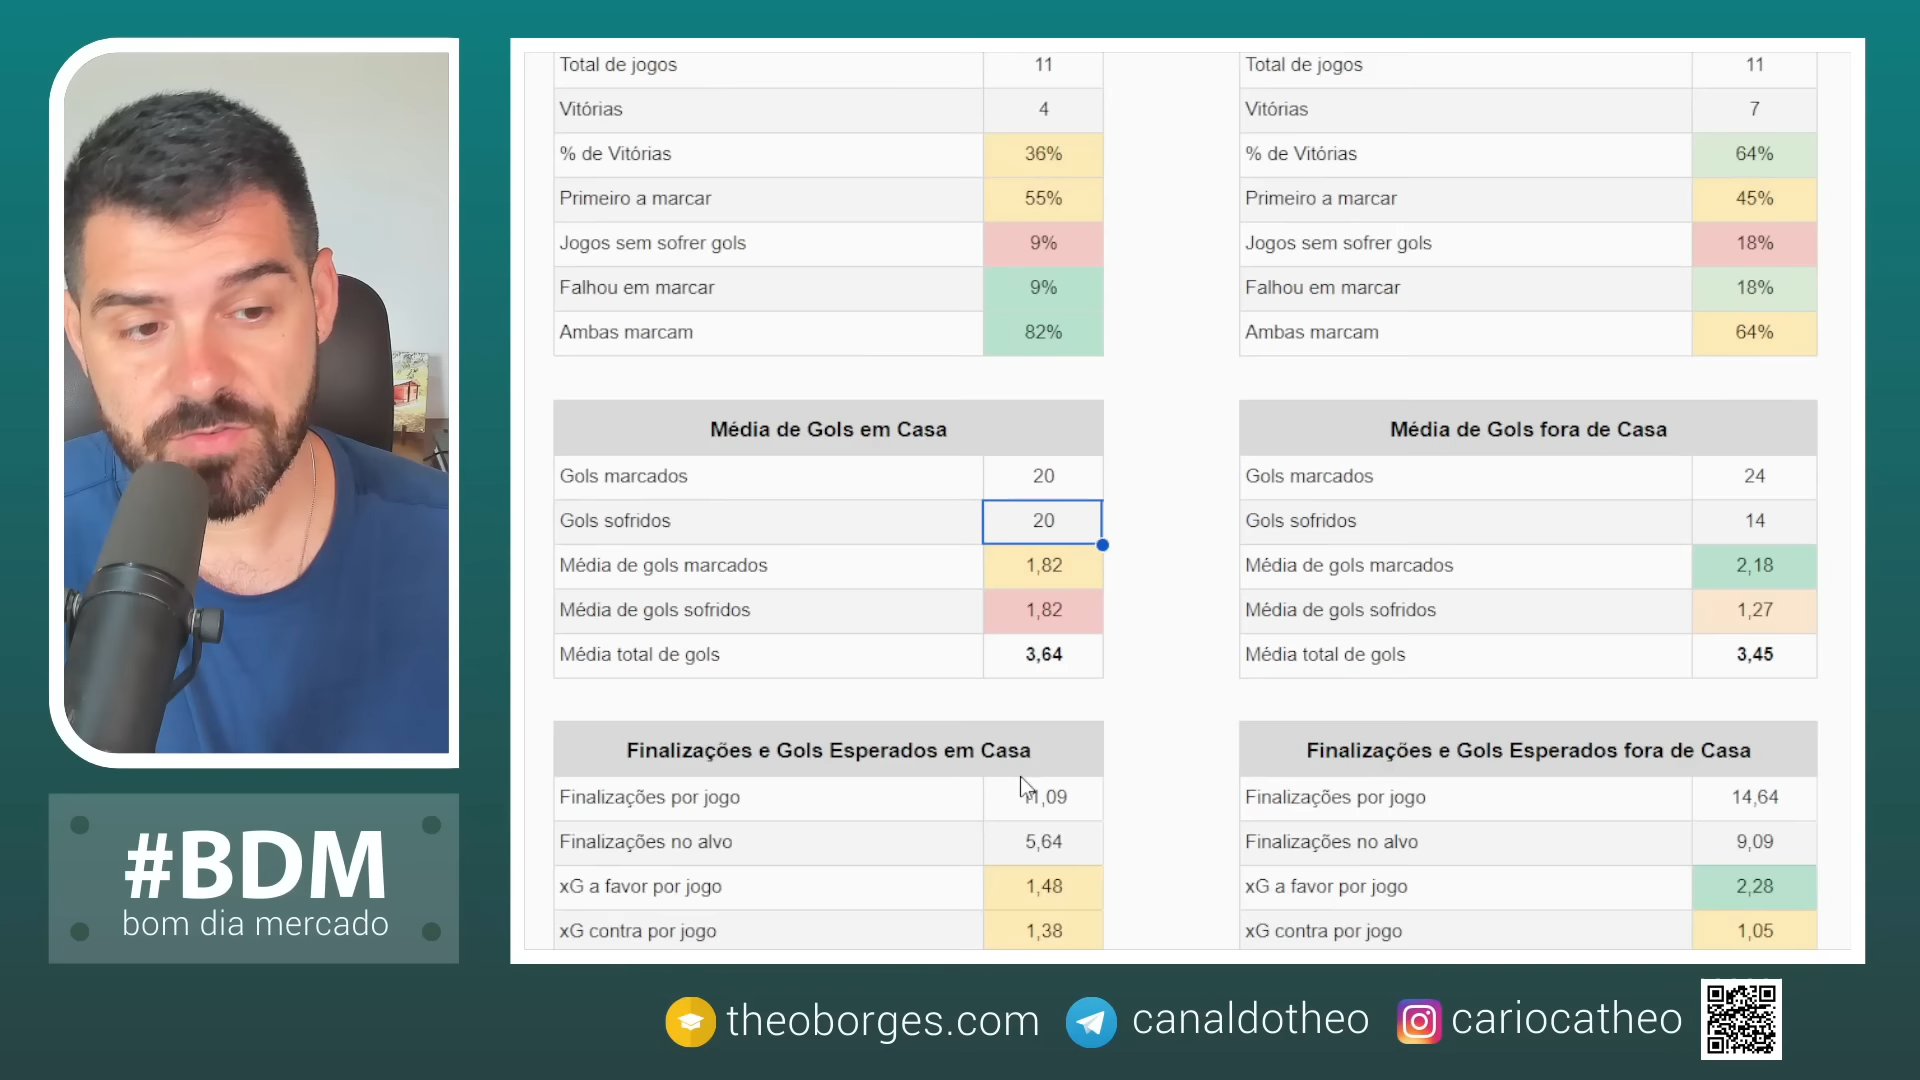 Total de jogos 11
Vitórias 4
% de Vitórias 36%
Primeiro a marcar 55%
Jogos sem sofrer gols 9%
Falhou em marcar 9%
Ambas marcam 82%
Média de Gols em Casa
Gols marcados 20
Gols sofridos 20
Média de gols marcados 1,82
Média de gols sofridos 1,82
Média total de gols 3,64
Finalizações e Gols Esperados em Casa
Finalizações por jogo
Finalizações no alvo 5,64
xG a favor por jogo 1,48
xG contra por jogo 1,38
Total de jogos 11
Vitórias 7
% de Vitórias 64%
Primeiro a marcar 45%
Jogos sem sofrer gols 18%
Falhou em marcar 18%
Ambas marcam 64%
Média de Gols fora de Casa
Gols marcados 24
Gols sofridos 14
Média de gols marcados 2,18
Média de gols sofridos 1,27
Média total de gols 3,45
Finalizações e Gols Esperados fora de Casa
Finalizações por jogo 14,64
Finalizações no alvo 9,09
xG a favor por jogo 2,28
xG contra por jogo 1,05
#BDM
bom dia mercado
theoborges.com canaldotheo cariocatheo